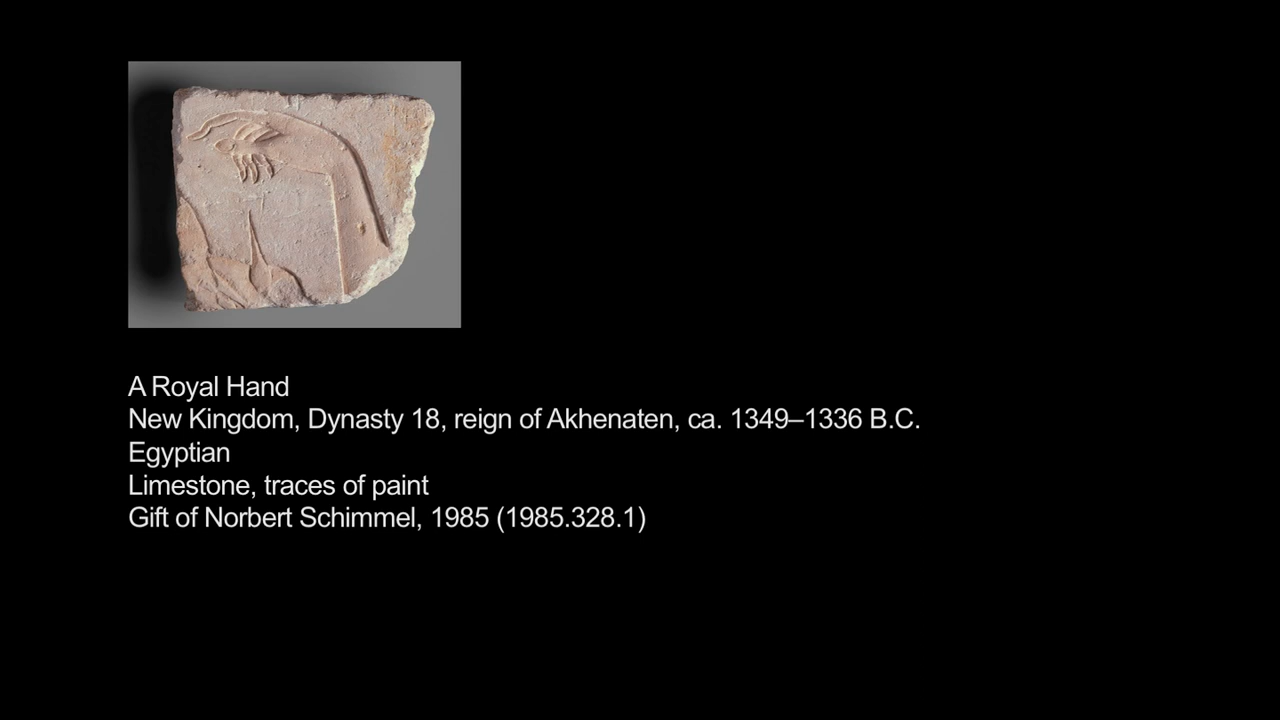 A Royal Hand
New Kingdom, Dynasty 18, reign of Akhenaten, ca. 1349–1336 B.C.
Egyptian
Limestone, traces of paint
Gift of Norbert Schimmel, 1985 (1985.328.1)